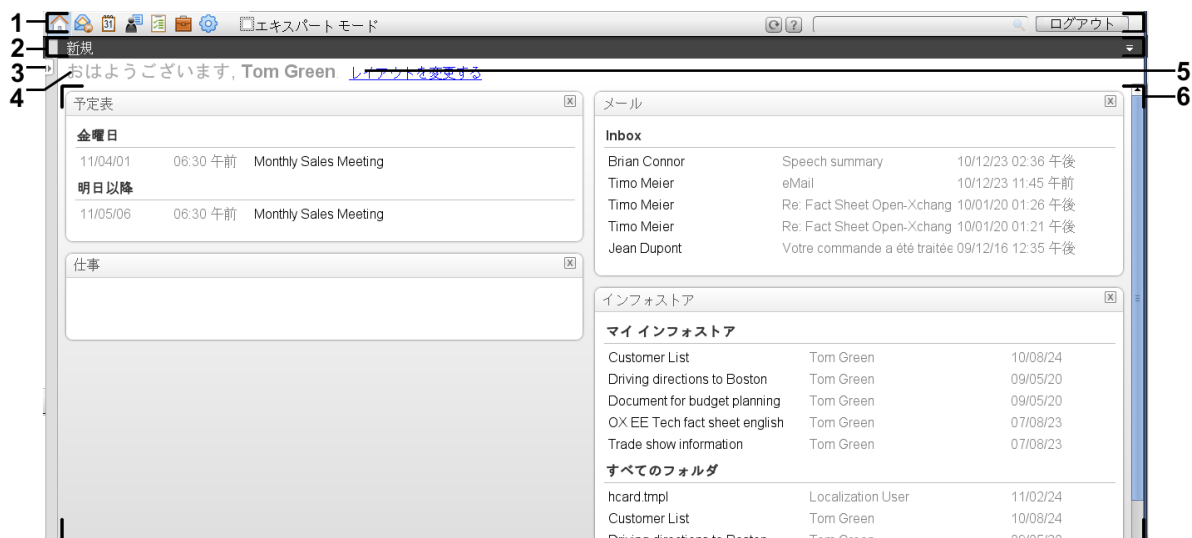 1
31
エキスパート モード
?
ログアウト
2
新規
3
おはようございます, Tom Green. レイアウトを変更する
5
4
6
予定表
X
金曜日
11/04/01 06:30 午前 Monthly Sales Meeting
明日以降
11/05/06 06:30 午前 Monthly Sales Meeting
仕事
X
メール
X
Inbox
Brian Connor Speech summary 10/12/23 02:36 午後
Timo Meier eMail 10/12/23 11:45 午前
Timo Meier Re: Fact Sheet Open-Xchang 10/01/20 01:26 午後
Timo Meier Re: Fact Sheet Open-Xchang 10/01/20 01:21 午後
Jean Dupont Votre commande a été traitée 09/12/16 12:35 午後
インフォストア
X
マイ インフォストア
Customer List Tom Green 10/08/24
Driving directions to Boston Tom Green 09/05/20
Document for budget planning Tom Green 09/05/20
OX EE Tech fact sheet english Tom Green 07/08/23
Trade show information Tom Green 07/08/23
すべてのフォルダ
hcard.tmpl Localization User 11/02/24
Customer List Tom Green 10/08/24
Driving directions to Boston Tom Green 09/05/20